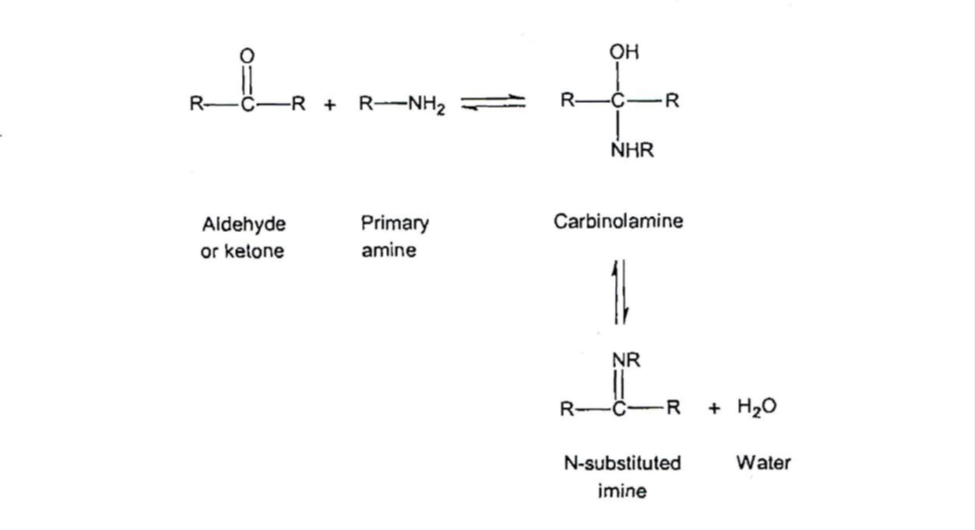 O
R—C—R + R—NH₂
OH
R—C—R
NHR
Aldehyde
or ketone
Primary
amine
Carbinolamine
NR
R—C—R + H₂O
N-substituted
imine
Water